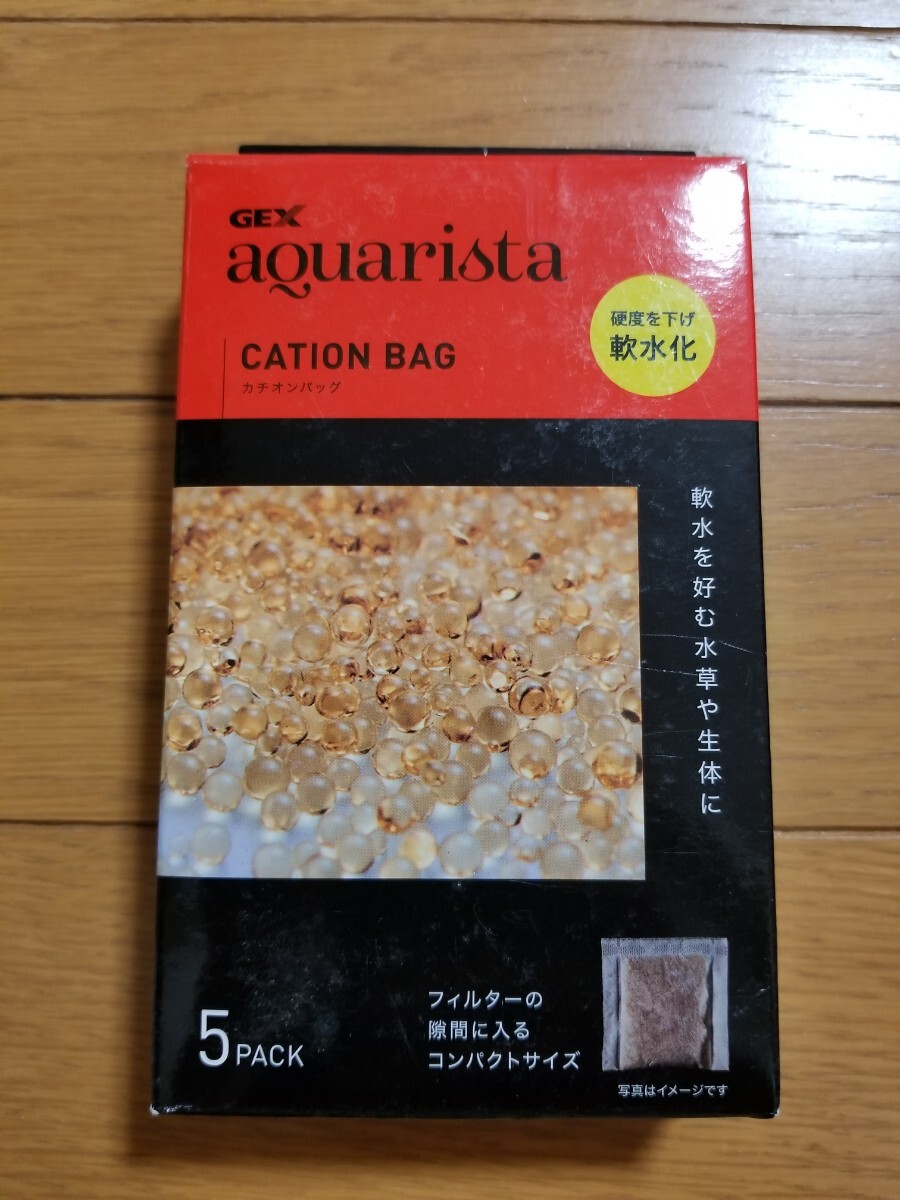 GEX
aquarista
硬度を下げ
軟水化
CATION BAG
カチオンバッグ
軟水を好む水草や生体に
5 PACK
フィルターの
隙間に入る
コンパクトサイズ
写真はイメージです